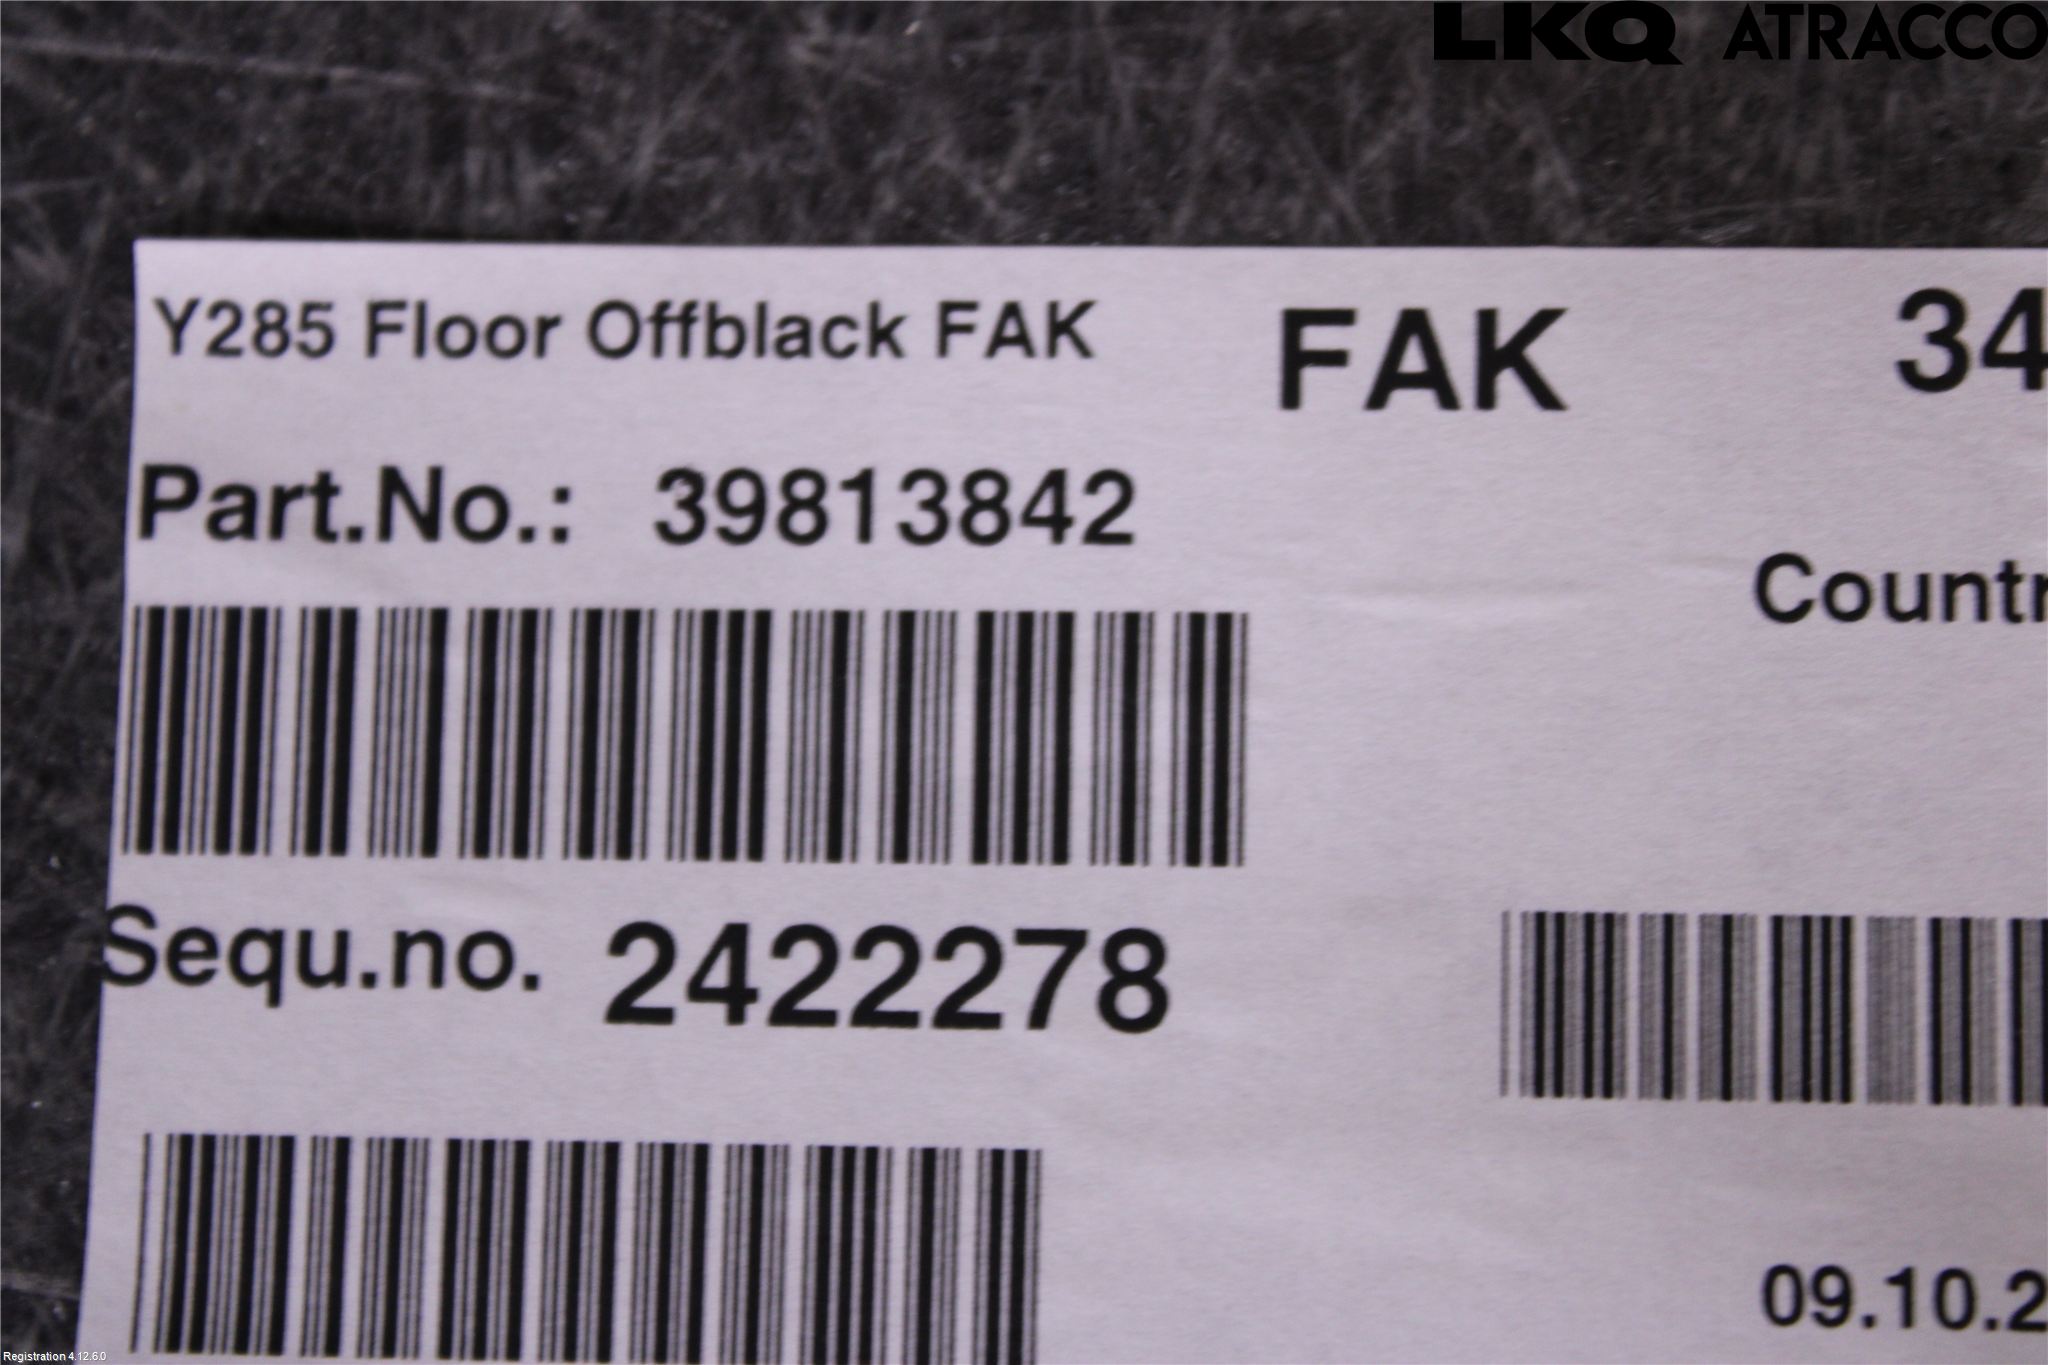 LKQ ATRACCO
Y285 Floor Offblack FAK
FAK
34
Part.No.: 39813842
Countr
Sequ.no. 2422278
09.10.2
Registration 4.12.6.0